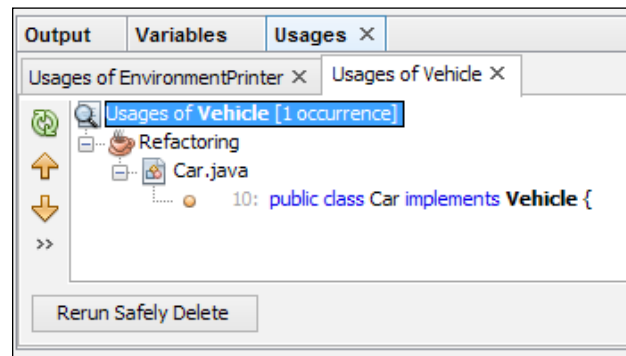 Output Variables Usages ×
Usages of EnvironmentPrinter × Usages of Vehicle ×
Usages of Vehicle [1 occurrence]
Refactoring
Car.java
10: public class Car implements Vehicle {
>>
Rerun Safely Delete